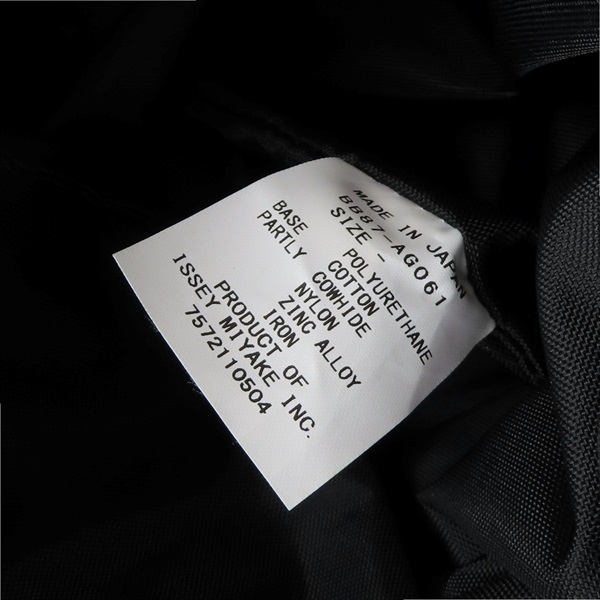 MADE IN JAPAN
BB87-AG061
SIZE -
BASE POLYURETHANE
PARTLY COTTON
COWHIDE
NYLON
ZINC ALLOY
IRON
PRODUCT OF
ISSEY MIYAKE INC.
7572110504